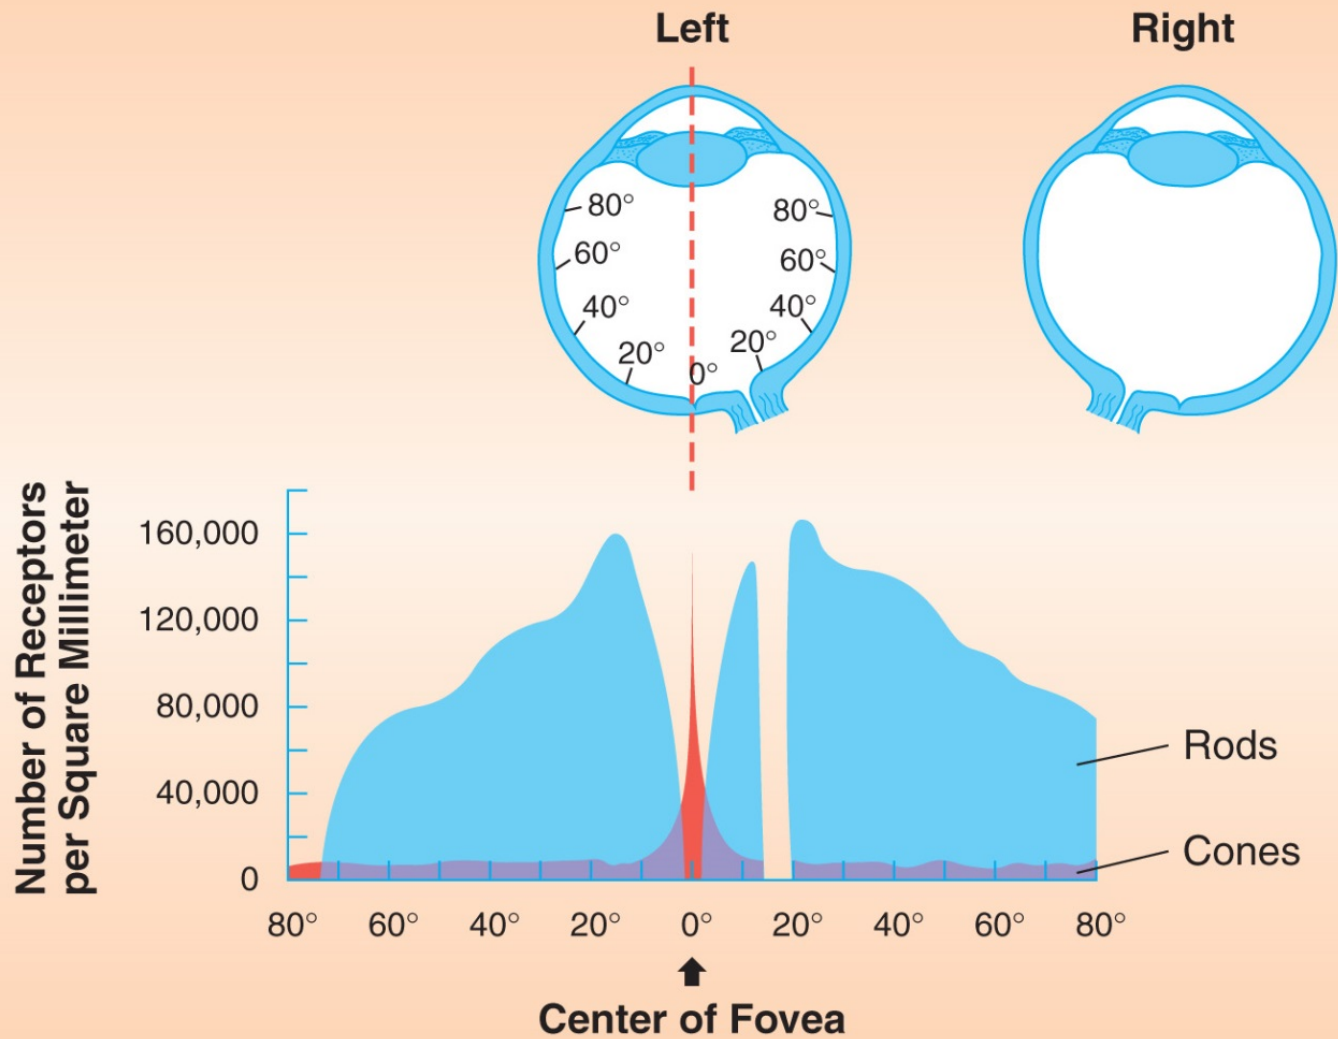 Left
Right
80°
80°
60°
60°
40°
40°
20°
20°
0°
Number of Receptors
per Square Millimeter
160,000
120,000
80,000
40,000
0
Rods
Cones
80° 60° 40° 20° 0° 20° 40° 60° 80°
Center of Fovea